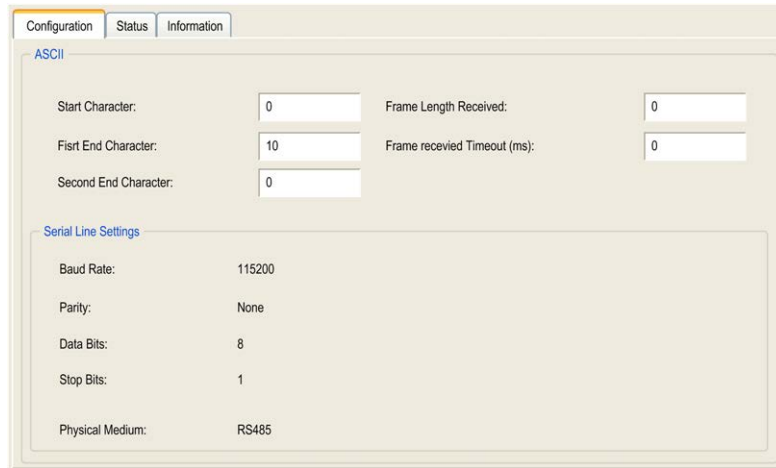 Configuration Status Information
ASCII
Start Character: 0 Frame Length Received: 0
Fisrt End Character: 10 Frame recevied Timeout (ms): 0
Second End Character: 0
Serial Line Settings
Baud Rate: 115200
Parity: None
Data Bits: 8
Stop Bits: 1
Physical Medium: RS485